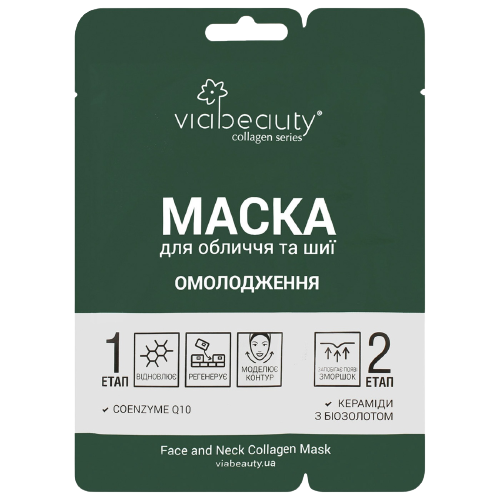 viabeauty®
collagen series
МАСКА
для обличчя та шиї
ОМОЛОДЖЕННЯ
1
ЕТАП
ВІДНОВЛЮЄ
РЕГЕНЕРУЄ
МОДЕЛЮЄ
КОНТУР
✓ COENZYME Q10
ЗАПОБІГАЄ ПОЯВІ
ЗМОРШОК
2
ЕТАП
✓ КЕРАМІДИ
З БІОЗОЛОТОМ
Face and Neck Collagen Mask
viabeauty.ua